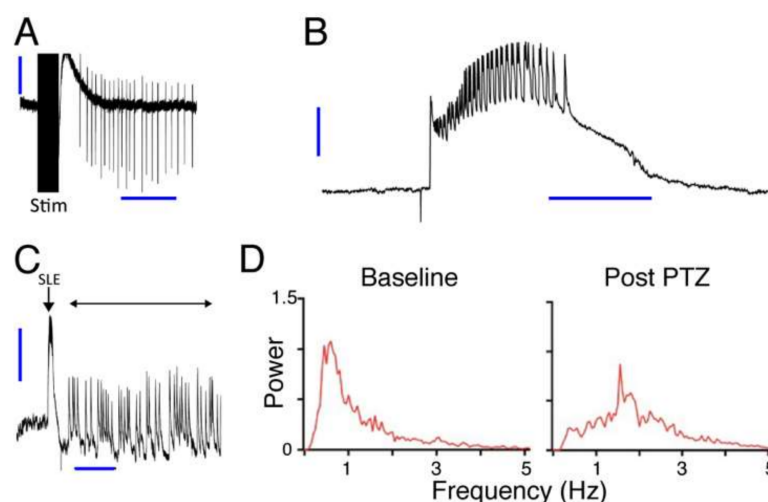 A
B
Stim
C
SLE
D
Baseline
Post PTZ
1.5
Power
0
1
3
5
1
3
5
Frequency (Hz)